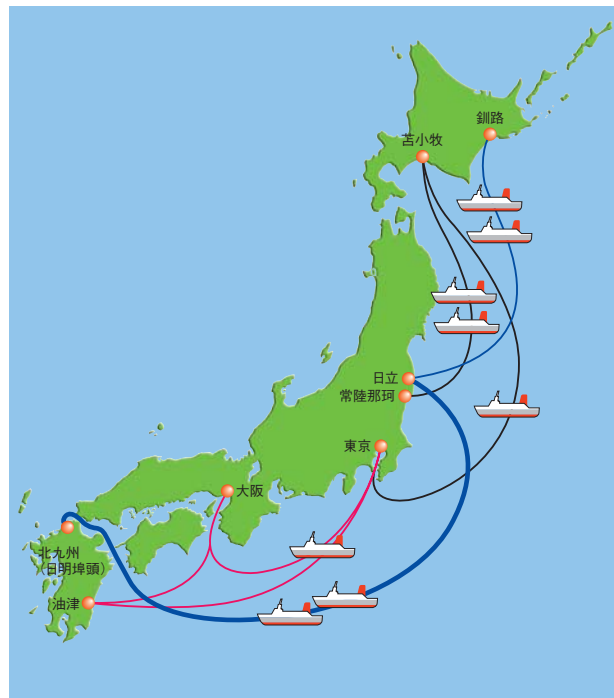 釧路
苫小牧
日立
常陸那珂
東京
大阪
北九州
（日明埠頭）
油津